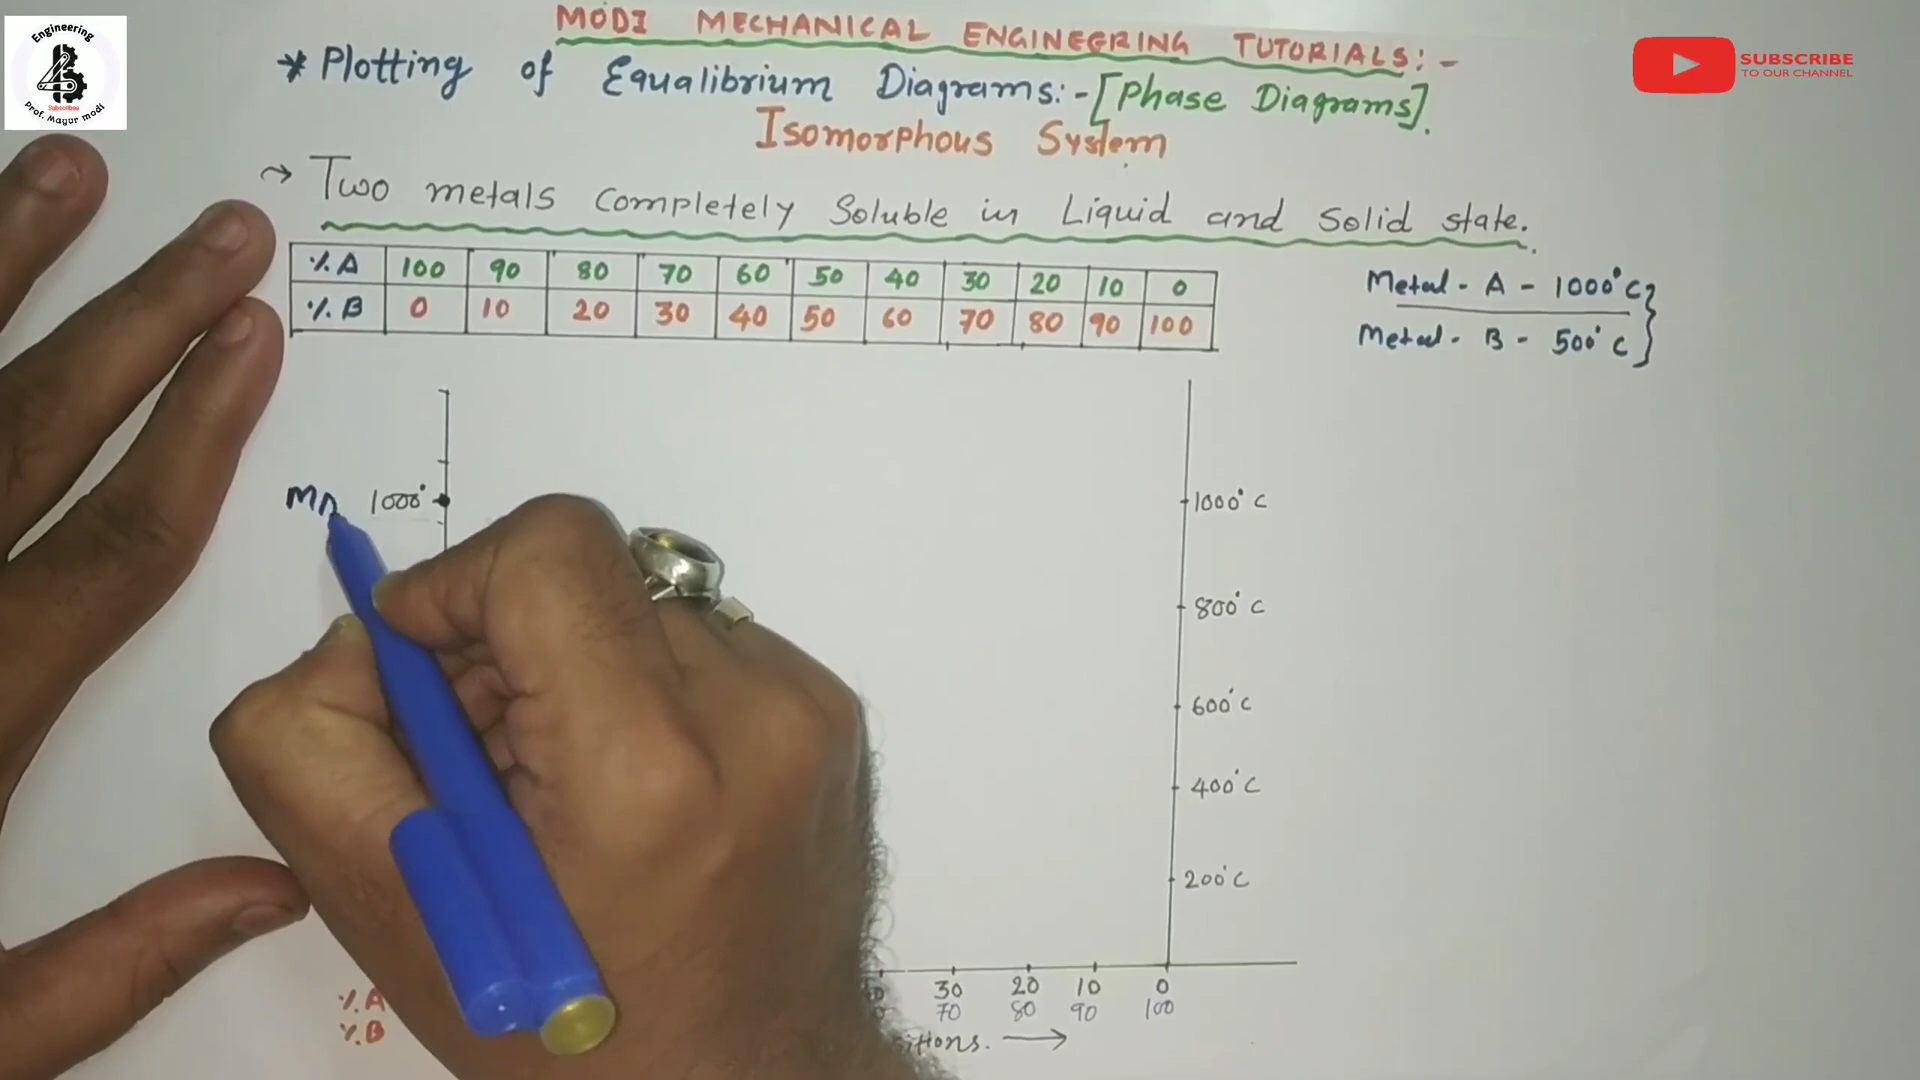 Engineering
Subscribe
Prof. Mayur modi
MODI MECHANICAL ENGINEERING TUTORIALS:-
SUBSCRIBE
TO OUR CHANNEL
* Plotting of Equalibrium Diagrams:-[Phase Diagrams].
Isomorphous System
→ Two metals Completely Soluble in Liquid and Solid state.
%A 100 90 80 70 60 50 40 30 20 10 0
%B 0 10 20 30 40 50 60 70 80 90 100
Metal - A - 1000°C
Metal - B - 500°C
MA 1000°
1000°C
800°C
600°C
400°C
200°C
%A 30 20 10 0
%B 70 80 90 100